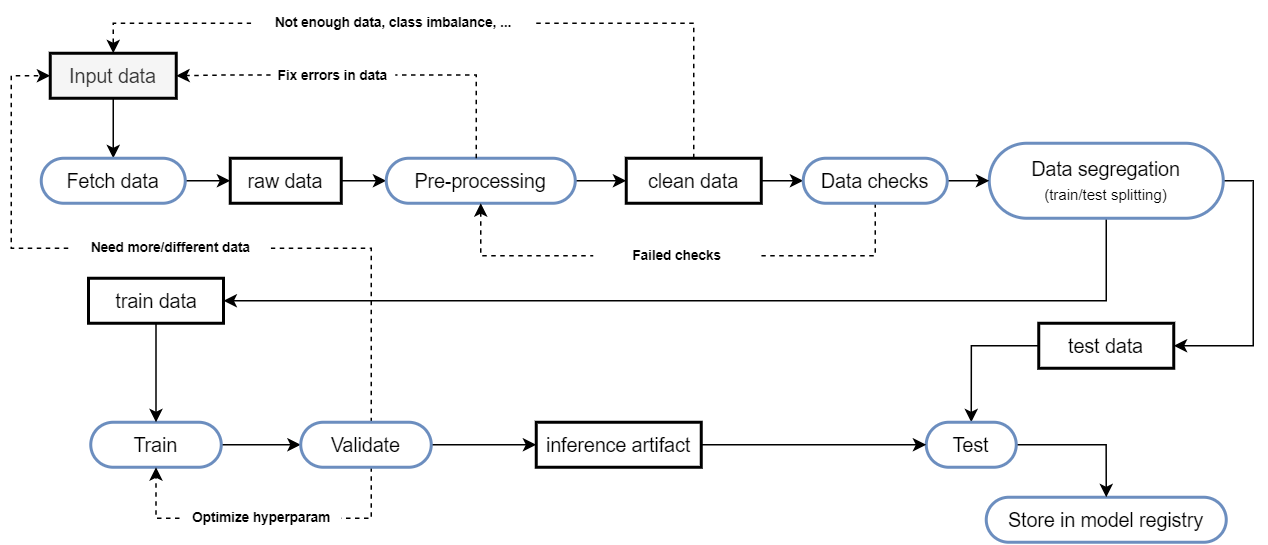 Not enough data, class imbalance, ...
Input data
Fix errors in data
Fetch data
raw data
Pre-processing
clean data
Data checks
Data segregation
(train/test splitting)
Need more/different data
Failed checks
train data
test data
Train
Validate
inference artifact
Test
Optimize hyperparam
Store in model registry